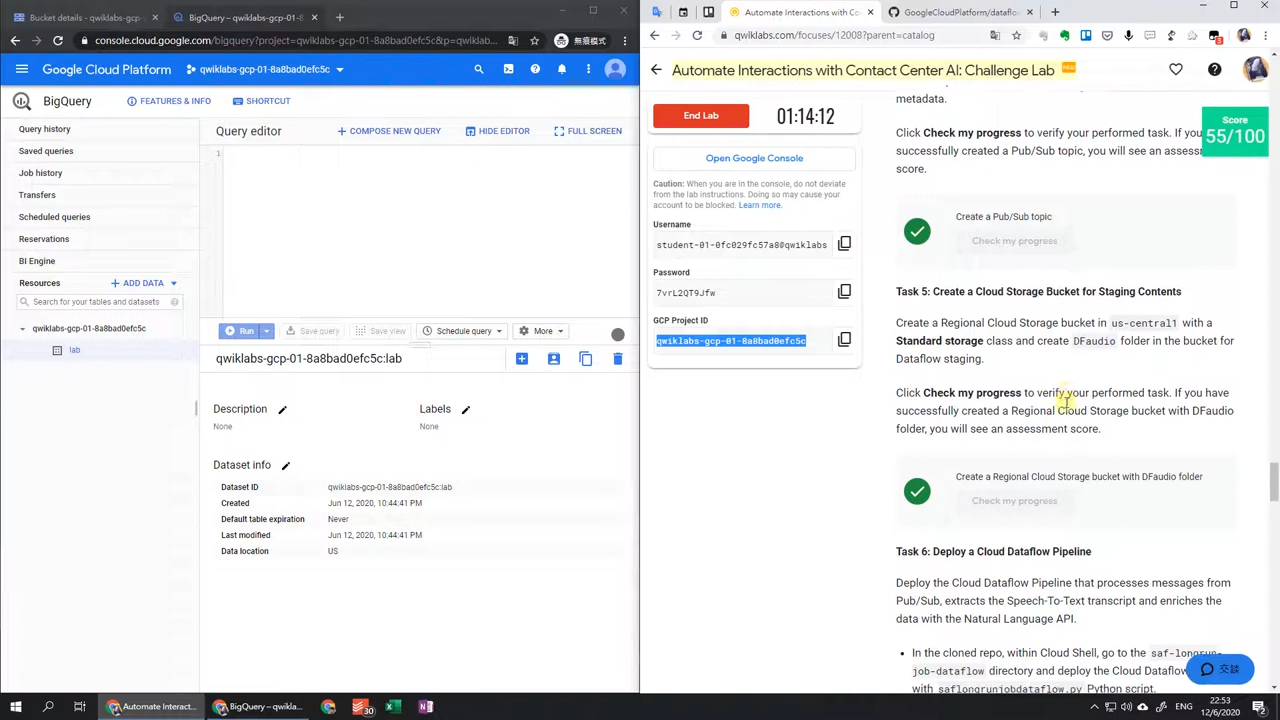 Bucket details - qwiklabs-gcp-
BigQuery - qwiklabs-gcp-01-8
console.cloud.google.com/bigquery?project=qwiklabs-gcp-01-8a8bad0efc5c&p=qwiklab...
無痕模式
Google Cloud Platform
qwiklabs-gcp-01-8a8bad0efc5c
BigQuery
FEATURES & INFO
SHORTCUT
Query history
Saved queries
Job history
Transfers
Scheduled queries
Reservations
BI Engine
Resources
ADD DATA
Search for your tables and datasets
qwiklabs-gcp-01-8a8bad0efc5c
lab
Query editor
COMPOSE NEW QUERY
HIDE EDITOR
FULL SCREEN
1
Run
Save query
Save view
Schedule query
More
qwiklabs-gcp-01-8a8bad0efc5c:lab
Description
None
Labels
None
Dataset info
Dataset ID qwiklabs-gcp-01-8a8bad0efc5c:lab
Created Jun 12, 2020, 10:44:41 PM
Default table expiration Never
Last modified Jun 12, 2020, 10:44:41 PM
Data location US
Automate Interactions with Co
GoogleCloudPlatform/dataflow
qwiklabs.com/focuses/12008?parent=catalog
Automate Interactions with Contact Center AI: Challenge Lab
End Lab
01:14:12
Open Google Console
Caution: When you are in the console, do not deviate
from the lab instructions. Doing so may cause your
account to be blocked. Learn more.
Username
student-01-0fc029fc57a8@qwiklabs
Password
7vrL2QT9Jfw
GCP Project ID
qwiklabs-gcp-01-8a8bad0efc5c
metadata.
Click Check my progress to verify your performed task. If you
successfully created a Pub/Sub topic, you will see an assess
score.
Score
55/100
Create a Pub/Sub topic
Check my progress
Task 5: Create a Cloud Storage Bucket for Staging Contents
Create a Regional Cloud Storage bucket in us-central1 with a
Standard storage class and create DFaudio folder in the bucket for
Dataflow staging.
Click Check my progress to verify your performed task. If you have
successfully created a Regional Cloud Storage bucket with DFaudio
folder, you will see an assessment score.
Create a Regional Cloud Storage bucket with DFaudio folder
Check my progress
Task 6: Deploy a Cloud Dataflow Pipeline
Deploy the Cloud Dataflow Pipeline that processes messages from
Pub/Sub, extracts the Speech-To-Text transcript and enriches the
data with the Natural Language API.
In the cloned repo, within Cloud Shell, go to the saf-longrun-
job-dataflow directory and deploy the Cloud Dataflow
with saflongrunjobdataflow.py Python script.
交談
Automate Interact...
BigQuery – qwikla...
30
ENG
22:53
12/6/2020
2